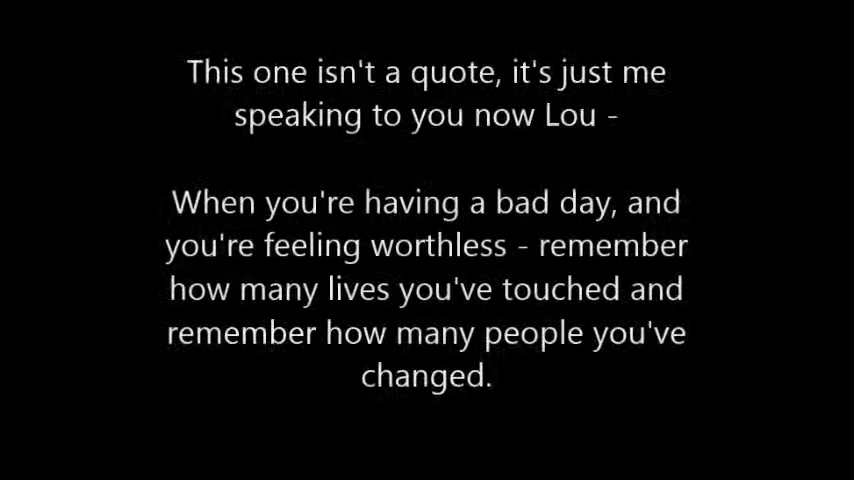 This one isn't a quote, it's just me
speaking to you now Lou -
When you're having a bad day, and
you're feeling worthless - remember
how many lives you've touched and
remember how many people you've
changed.